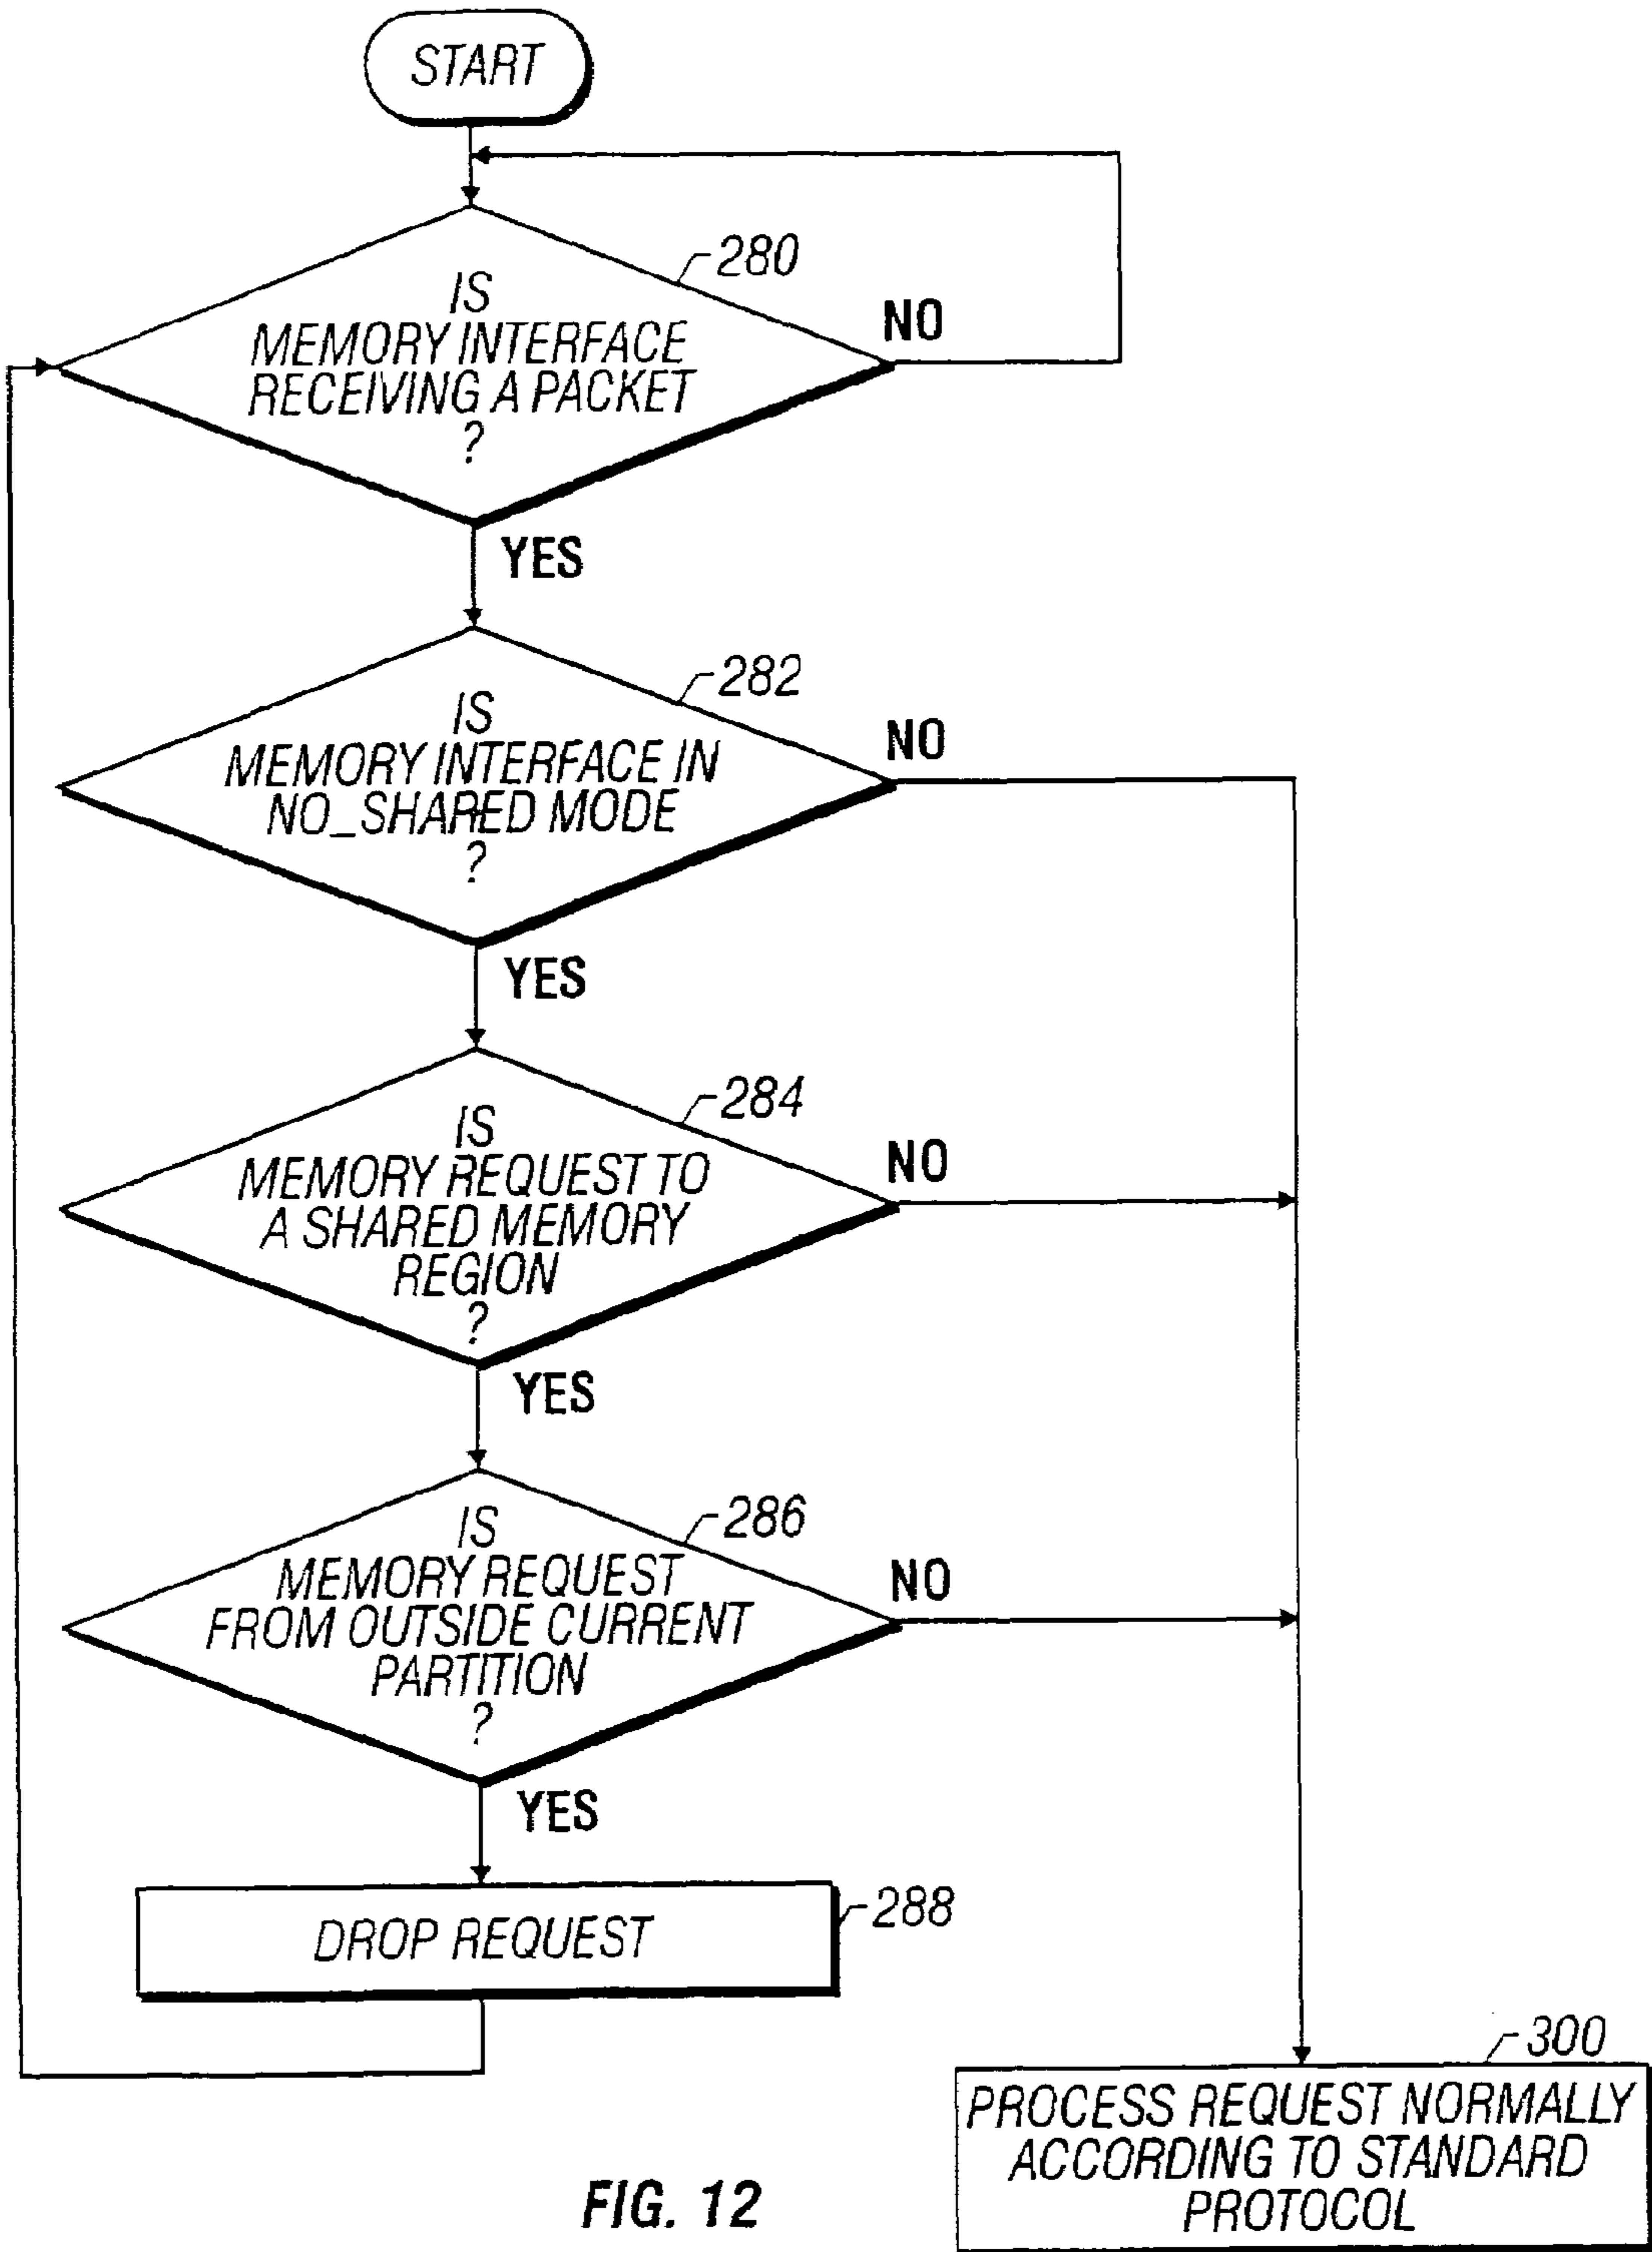 START
280
IS
MEMORY INTERFACE
RECEIVING A PACKET
?
NO
YES
282
IS
MEMORY INTERFACE IN
NO_SHARED MODE
?
NO
YES
284
IS
MEMORY REQUEST TO
A SHARED MEMORY
REGION
?
NO
YES
286
IS
MEMORY REQUEST
FROM OUTSIDE CURRENT
PARTITION
?
NO
YES
288
DROP REQUEST
300
PROCESS REQUEST NORMALLY
ACCORDING TO STANDARD
PROTOCOL
FIG. 12